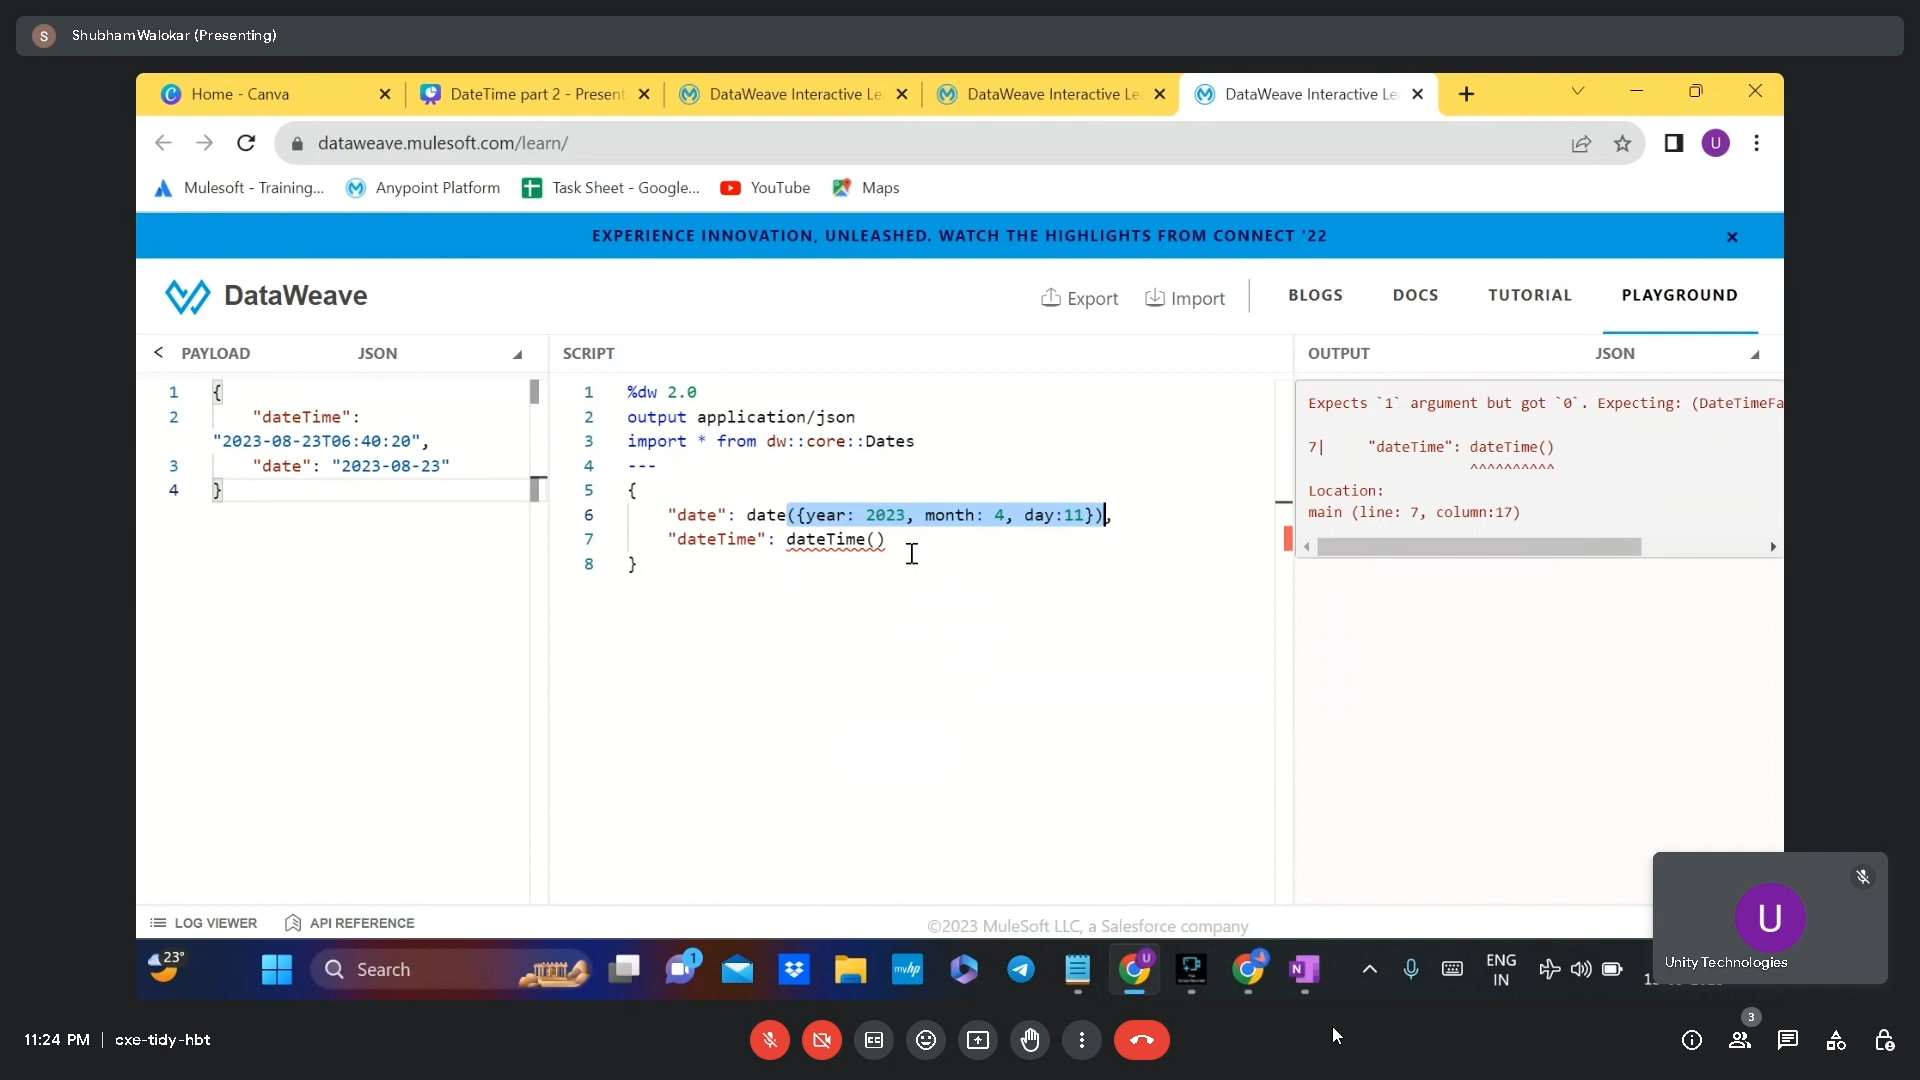 S ShubhamWalokar (Presenting)
Home - Canva
DateTime part 2 - Present
DataWeave Interactive Le
DataWeave Interactive Le
DataWeave Interactive Le
dataweave.mulesoft.com/learn/
U
Mulesoft - Training...
Anypoint Platform
Task Sheet - Google...
YouTube
Maps
EXPERIENCE INNOVATION, UNLEASHED. WATCH THE HIGHLIGHTS FROM CONNECT '22
DataWeave
Export
Import
BLOGS
DOCS
TUTORIAL
PLAYGROUND
PAYLOAD JSON
SCRIPT
OUTPUT JSON
1 {
2 "dateTime":
"2023-08-23T06:40:20",
3 "date": "2023-08-23"
4 }
1 %dw 2.0
2 output application/json
3 import * from dw::core::Dates
4 ---
5 {
6 "date": date({year: 2023, month: 4, day:11}),
7 "dateTime": dateTime()
8 }
Expects `1` argument but got `0`. Expecting: (DateTimeFa
7| "dateTime": dateTime()
^^^^^^^^^^
Location:
main (line: 7, column:17)
LOG VIEWER
API REFERENCE
©2023 MuleSoft LLC, a Salesforce company
U
Unity Technologies
23°
Search
1
myhp
U
N
ENG
IN
11:24 PM | cxe-tidy-hbt
3